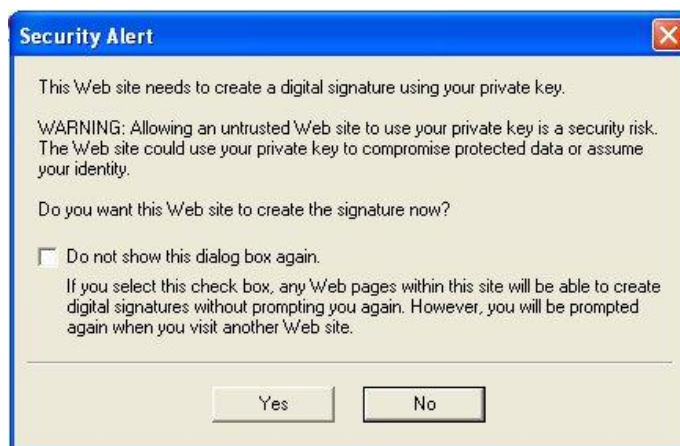 Security Alert
This Web site needs to create a digital signature using your private key.
WARNING: Allowing an untrusted Web site to use your private key is a security risk.
The Web site could use your private key to compromise protected data or assume
your identity.
Do you want this Web site to create the signature now?
Do not show this dialog box again.
If you select this check box, any Web pages within this site will be able to create
digital signatures without prompting you again. However, you will be prompted
again when you visit another Web site.
Yes
No